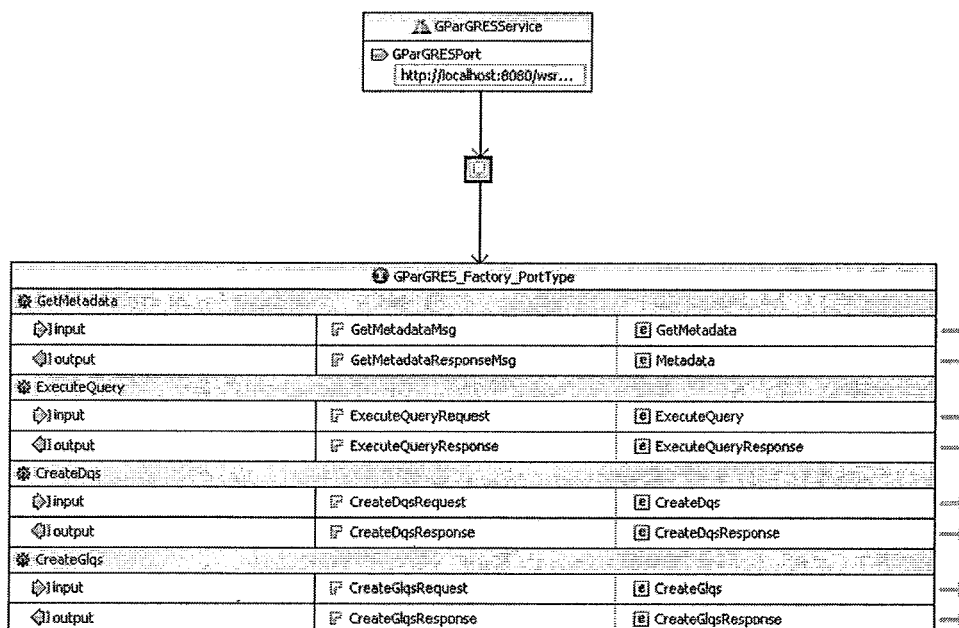 GParGRESService
GParGRESPort
http://localhost:8080/wsr...
GParGRES_Factory_PortType
GetMetadata
input GetMetadataMsg GetMetadata
output GetMetadataResponseMsg Metadata
ExecuteQuery
input ExecuteQueryRequest ExecuteQuery
output ExecuteQueryResponse ExecuteQueryResponse
CreateDqs
input CreateDqsRequest CreateDqs
output CreateDqsResponse CreateDqsResponse
CreateGlqs
input CreateGlqsRequest CreateGlqs
output CreateGlqsResponse CreateGlqsResponse